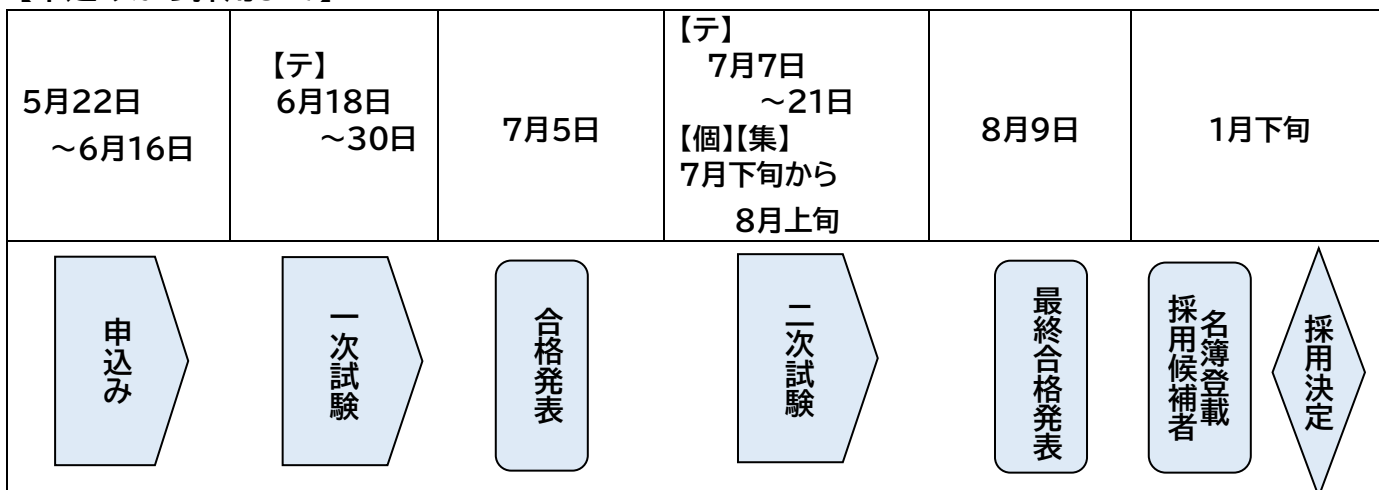 5月22日
~6月16日
【テ】
6月18日
~30日
7月5日
【テ】
7月7日
~21日
【個】【集】
7月下旬から
8月上旬
8月9日
1月下旬
申込み
一次試験
合格発表
二次試験
最終合格発表
名簿登載
採用候補者
採用決定